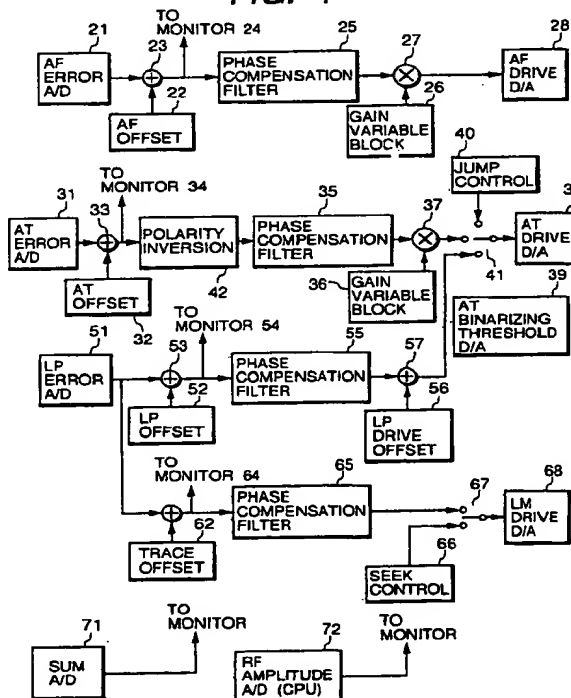 TO
MONITOR 24
21
23
25
27
28
AF
ERROR
A/D
PHASE
COMPENSATION
FILTER
AF
DRIVE
D/A
22
26
AF OFFSET
GAIN
VARIABLE
BLOCK
40
JUMP
CONTROL
TO
MONITOR 34
31
33
35
37
3
AT
ERROR
A/D
POLARITY
INVERSION
PHASE
COMPENSATION
FILTER
AT
DRIVE
D/A
41
42
36
39
AT
OFFSET
32
GAIN
VARIABLE
BLOCK
AT
BINARIZING
THRESHOLD
D/A
TO
MONITOR 54
51
53
55
57
LP
ERROR
A/D
PHASE
COMPENSATION
FILTER
52
56
LP
OFFSET
LP DRIVE
OFFSET
TO
MONITOR 64
65
67
68
PHASE
COMPENSATION
FILTER
LM
DRIVE
D/A
62
66
TRACE
OFFSET
SEEK
CONTROL
TO
MONITOR
TO
MONITOR
71
72
SUM
A/D
RF
AMPLITUDE
A/D (CPU)